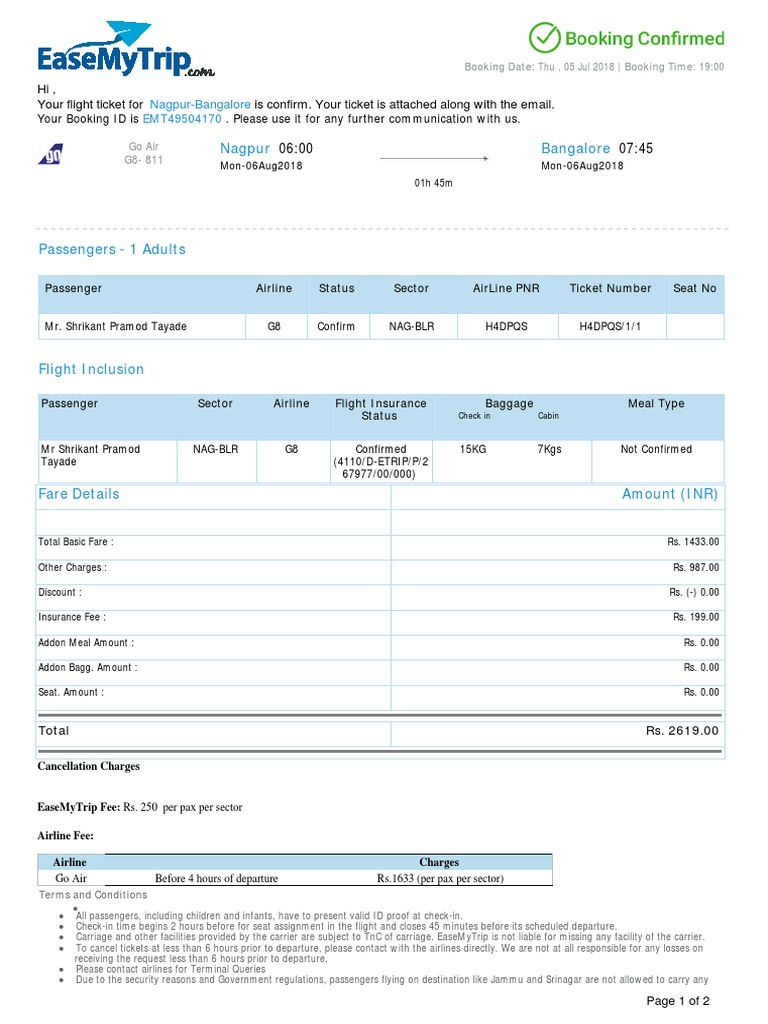 EaseMyTrip.com
Booking Confirmed
Booking Date: Thu , 05 Jul 2018 | Booking Time: 19:00
Hi ,
Your flight ticket for Nagpur-Bangalore is confirm. Your ticket is attached along with the email.
Your Booking ID is EMT49504170 . Please use it for any further communication with us.
go Go Air Nagpur 06:00 Bangalore 07:45
G8- 811 Mon-06Aug2018 Mon-06Aug2018
01h 45m
Passengers - 1 Adults
Passenger Airline Status Sector AirLine PNR Ticket Number Seat No
Mr. Shrikant Pramod Tayade G8 Confirm NAG-BLR H4DPQS H4DPQS/1/1
Flight Inclusion
Passenger Sector Airline Flight Insurance Baggage Meal Type
Status Check in Cabin
Mr Shrikant Pramod NAG-BLR G8 Confirmed 15KG 7Kgs Not Confirmed
Tayade (4110/D-ETRIP/P/2
67977/00/000)
Fare Details Amount (INR)
Total Basic Fare : Rs. 1433.00
Other Charges : Rs. 987.00
Discount : Rs. (-) 0.00
Insurance Fee : Rs. 199.00
Addon Meal Amount : Rs. 0.00
Addon Bagg. Amount : Rs. 0.00
Seat. Amount : Rs. 0.00
Total Rs. 2619.00
Cancellation Charges
EaseMyTrip Fee: Rs. 250 per pax per sector
Airline Fee:
Airline Charges
Go Air Before 4 hours of departure Rs.1633 (per pax per sector)
Terms and Conditions
•
• All passengers, including children and infants, have to present valid ID proof at check-in.
• Check-in time begins 2 hours before for seat assignment in the flight and closes 45 minutes before its scheduled departure.
• Carriage and other facilities provided by the carrier are subject to TnC of carriage. EaseMyTrip is not liable for missing any facility of the carrier.
• To cancel tickets at less than 6 hours prior to departure, please contact with the airlines directly. We are not at all responsible for any losses on
receiving the request less than 6 hours prior to departure.
• Please contact airlines for Terminal Queries
• Due to the security reasons and Government regulations, passengers flying on destination like Jammu and Srinagar are not allowed to carry any
Page 1 of 2